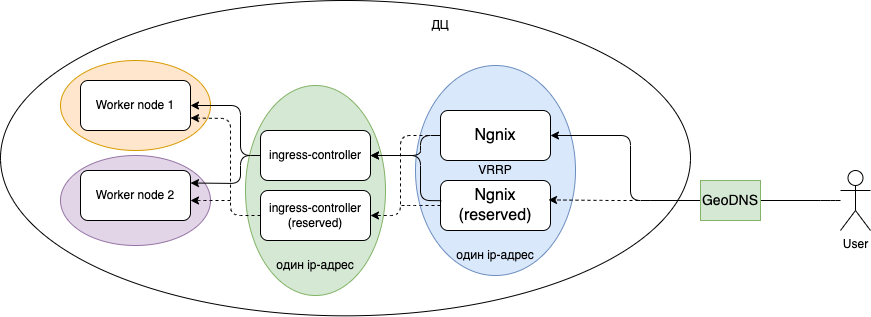 ДЦ
Worker node 1
Worker node 2
ingress-controller
ingress-controller
(reserved)
один ip-адрес
Ngnix
VRRP
Ngnix
(reserved)
один ip-адрес
GeoDNS
User